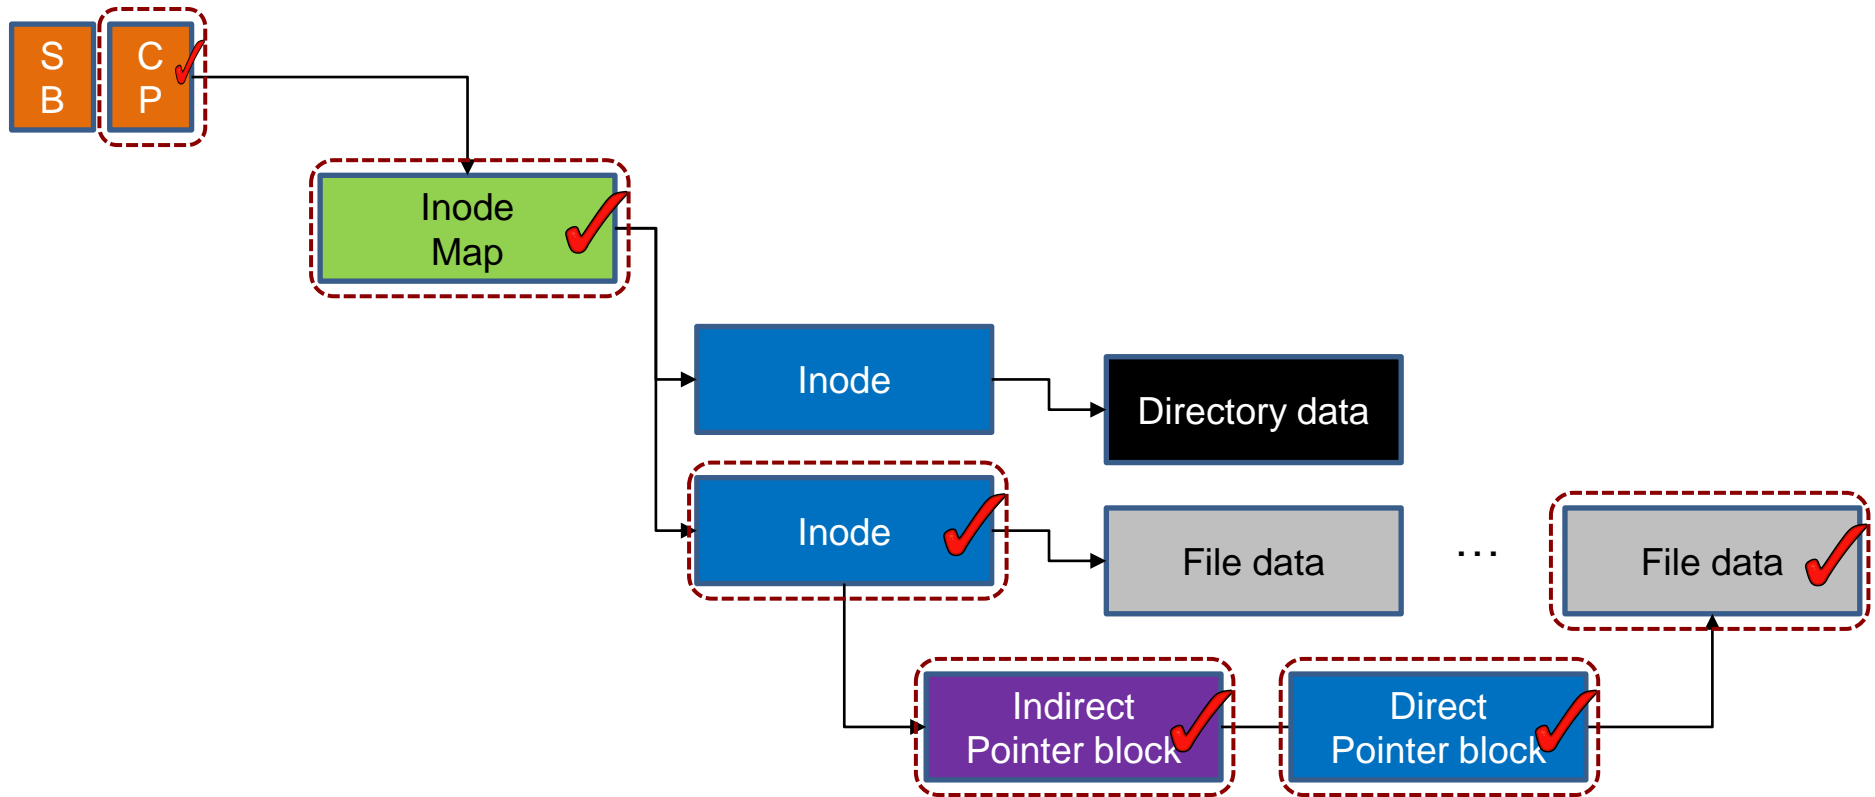 S
B
C
P
Inode
Map
Inode
Directory data
Inode
File data
...
File data
Indirect
Pointer block
Direct
Pointer block